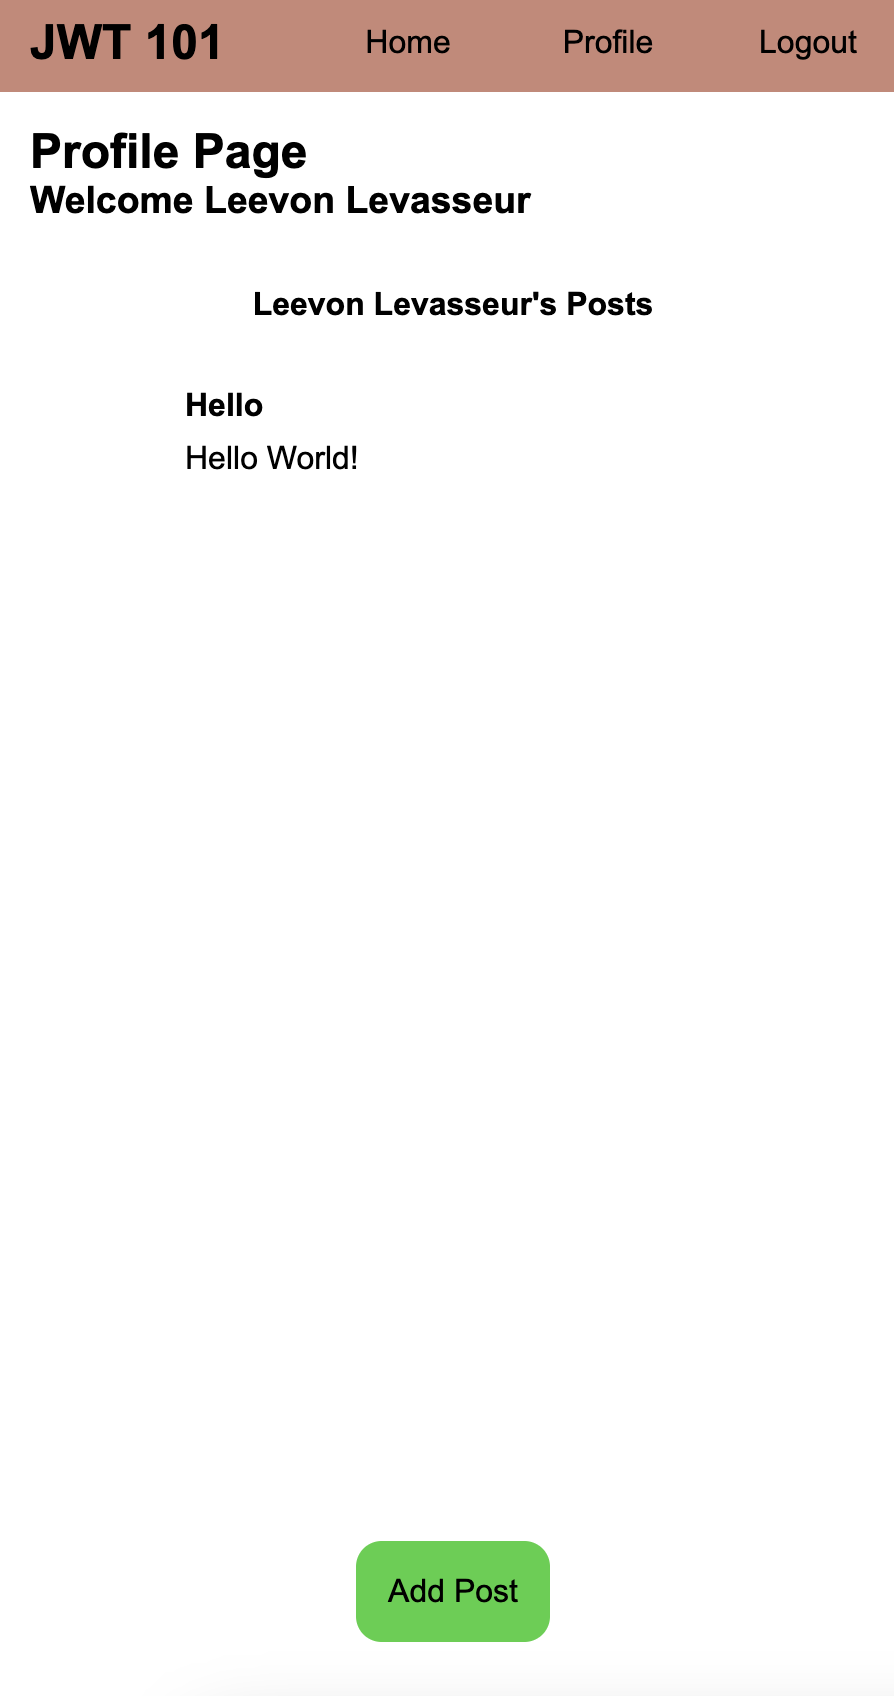 JWT 101 Home Profile Logout
Profile Page
Welcome Leevon Levasseur
Leevon Levasseur's Posts
Hello
Hello World!
Add Post